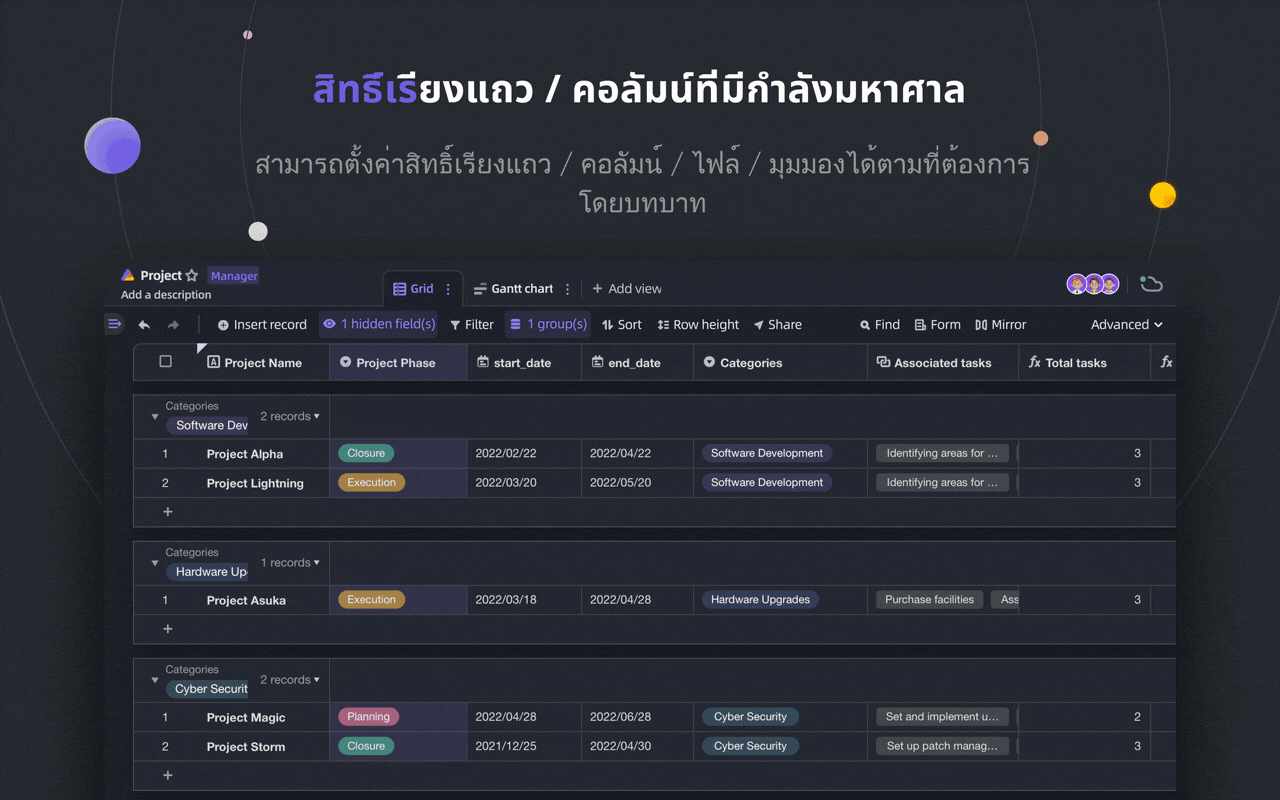 สิทธิ์เรียงแถว / คอลัมน์ที่มีกำลังมหาศาล
สามารถตั้งค่าสิทธิ์เรียงแถว / คอลัมน์ / ไฟล์ / มุมมองได้ตามที่ต้องการ
โดยบทบาท
Project Manager
Add a description
Grid Gantt chart + Add view
Insert record 1 hidden field(s) Filter 1 group(s) Sort Row height Share Find Form Mirror Advanced
Project Name Project Phase start_date end_date Categories Associated tasks fx Total tasks fx
Categories
Software Dev 2 records
1 Project Alpha Closure 2022/02/22 2022/04/22 Software Development Identifying areas for ... 3
2 Project Lightning Execution 2022/03/20 2022/05/20 Software Development Identifying areas for ... 3
+
Categories
Hardware Up 1 records
1 Project Asuka Execution 2022/03/18 2022/04/28 Hardware Upgrades Purchase facilities Ass 3
+
Categories
Cyber Securit 2 records
1 Project Magic Planning 2022/04/28 2022/06/28 Cyber Security Set and implement u... 2
2 Project Storm Closure 2021/12/25 2022/04/30 Cyber Security Set up patch manag... 3
+